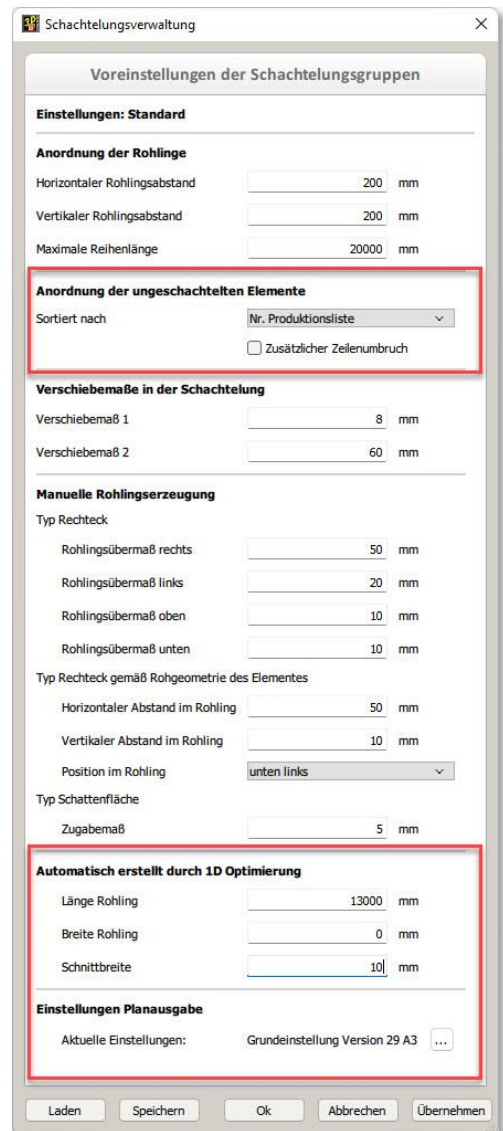 Schachtelungsverwaltung
Voreinstellungen der Schachtelungsgruppen
Einstellungen: Standard
Anordnung der Rohlinge
Horizontaler Rohlingsabstand 200 mm
Vertikaler Rohlingsabstand 200 mm
Maximale Reihenlänge 20000 mm
Anordnung der ungeschachtelten Elemente
Sortiert nach Nr. Produktionsliste
Zusätzlicher Zeilenumbruch
Verschiebemaße in der Schachtelung
Verschiebemaß 1 8 mm
Verschiebemaß 2 60 mm
Manuelle Rohlingserzeugung
Typ Rechteck
Rohlingsübermaß rechts 50 mm
Rohlingsübermaß links 20 mm
Rohlingsübermaß oben 10 mm
Rohlingsübermaß unten 10 mm
Typ Rechteck gemäß Rohgeometrie des Elementes
Horizontaler Abstand im Rohling 50 mm
Vertikaler Abstand im Rohling 10 mm
Position im Rohling unten links
Typ Schattenfläche
Zugabemaß 5 mm
Automatisch erstellt durch 1D Optimierung
Länge Rohling 13000 mm
Breite Rohling 0 mm
Schnittbreite 10 mm
Einstellungen Planausgabe
Aktuelle Einstellungen: Grundeinstellung Version 29 A3 ...
Laden Speichern Ok Abbrechen Übernehmen